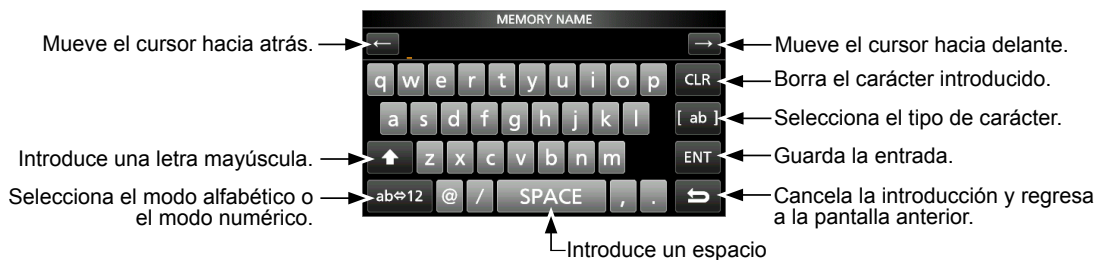 MEMORY NAME
Mueve el cursor hacia atrás.
← →
Mueve el cursor hacia delante.
q w e r t y u i o p CLR
Borra el carácter introducido.
a s d f g h j k l [ ab ]
Selecciona el tipo de carácter.
Introduce una letra mayúscula.
z x c v b n m ENT
Guarda la entrada.
Selecciona el modo alfabético o
el modo numérico.
ab⇔12 @ / SPACE , .
Cancela la introducción y regresa
a la pantalla anterior.
Introduce un espacio